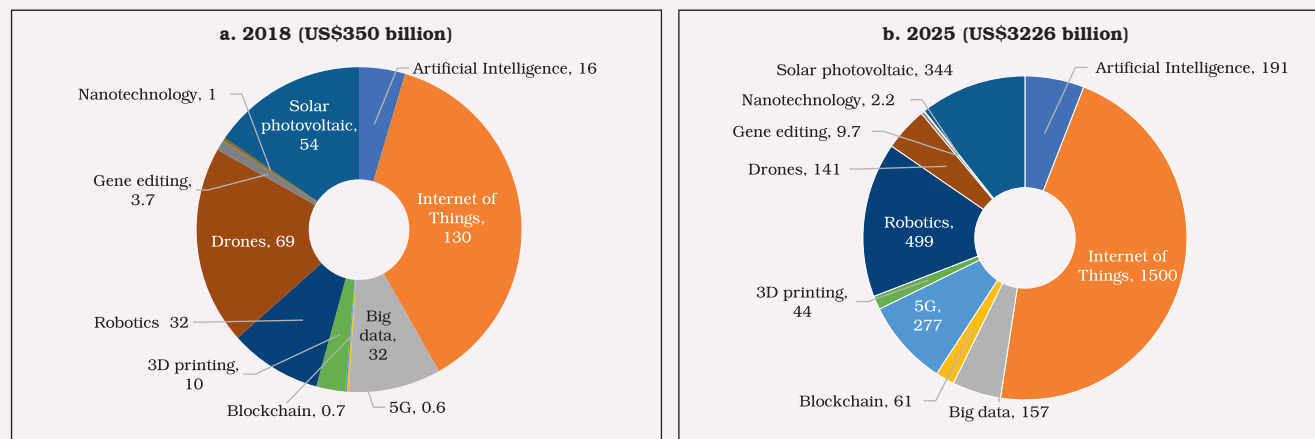 a. 2018 (US$350 billion)
Artificial Intelligence, 16
Nanotechnology, 1
Solar
photovoltaic,
54
Gene editing,
3.7
Internet of
Things,
130
Drones, 69
Robotics 32
Big
data,
32
3D printing,
10
Blockchain, 0.7
5G, 0.6
b. 2025 (US$3226 billion)
Solar photovoltaic, 344
Artificial Intelligence, 191
Nanotechnology, 2.2
Gene editing, 9.7
Drones, 141
Robotics,
499
Internet of
Things, 1500
3D printing,
44
5G,
277
Blockchain, 61
Big data, 157